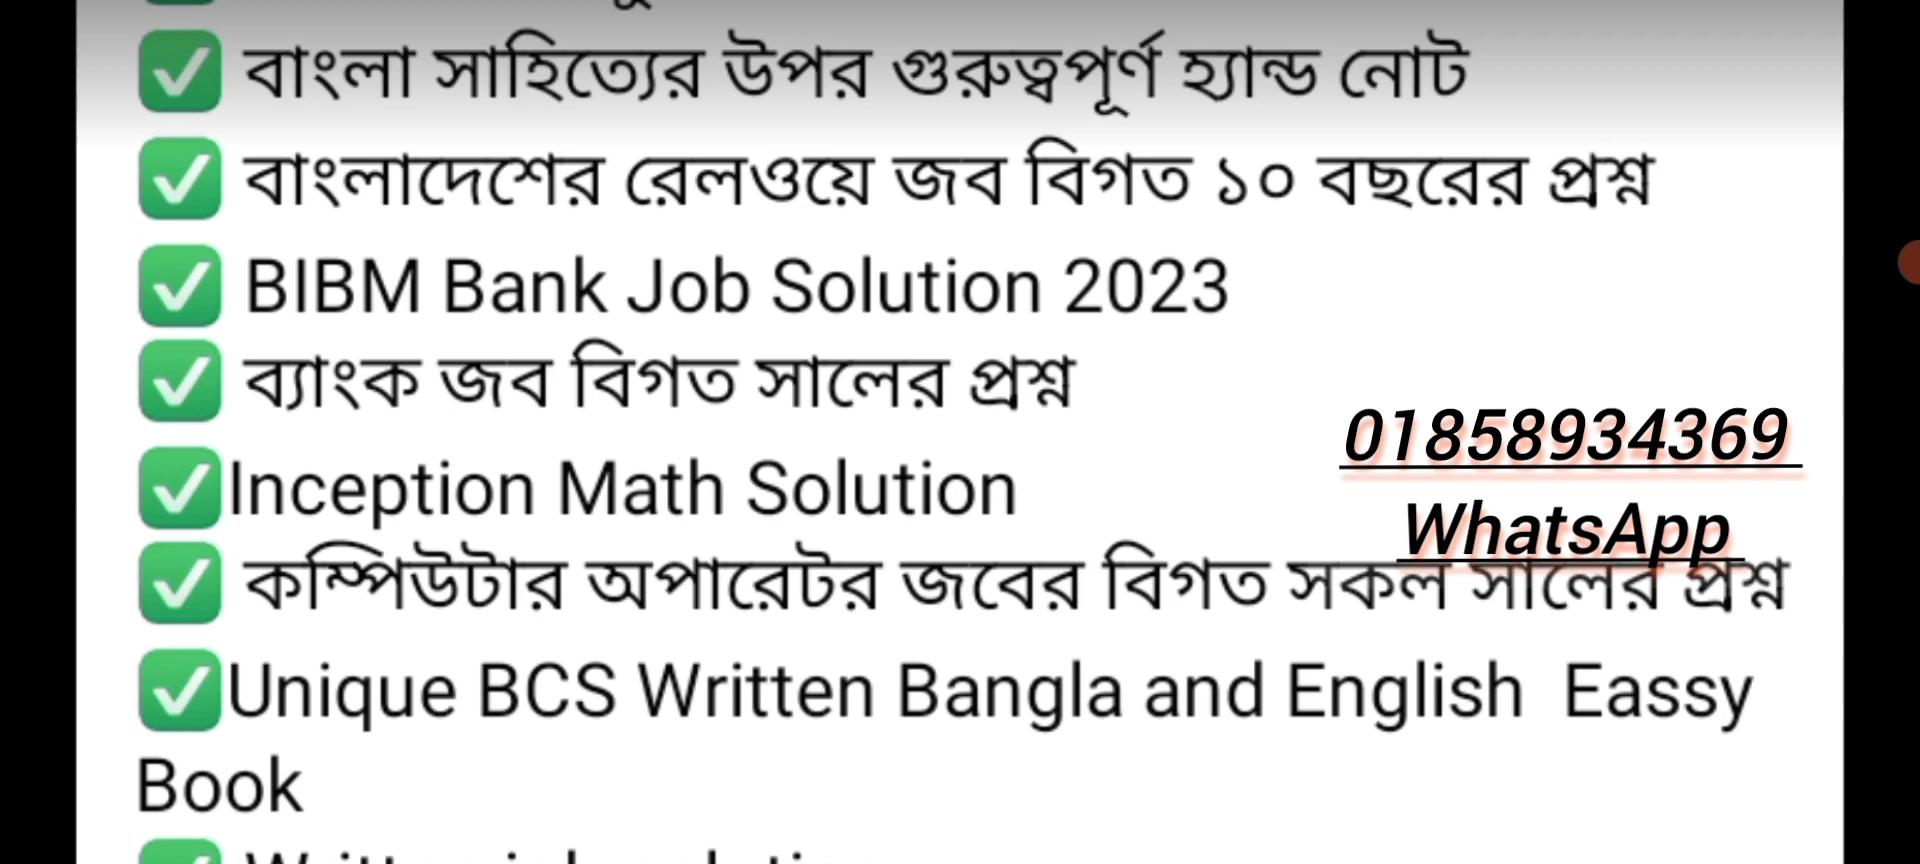 ✅ বাংলা সাহিত্যের উপর গুরুত্বপূর্ণ হ্যান্ড নোট
✅ বাংলাদেশের রেলওয়ে জব বিগত ১০ বছরের প্রশ্ন
✅ BIBM Bank Job Solution 2023
✅ ব্যাংক জব বিগত সালের প্রশ্ন
01858934369
✅Inception Math Solution
WhatsApp
✅ কম্পিউটার অপারেটর জবের বিগত সকল সালের প্রশ্ন
✅Unique BCS Written Bangla and English  Eassy
Book